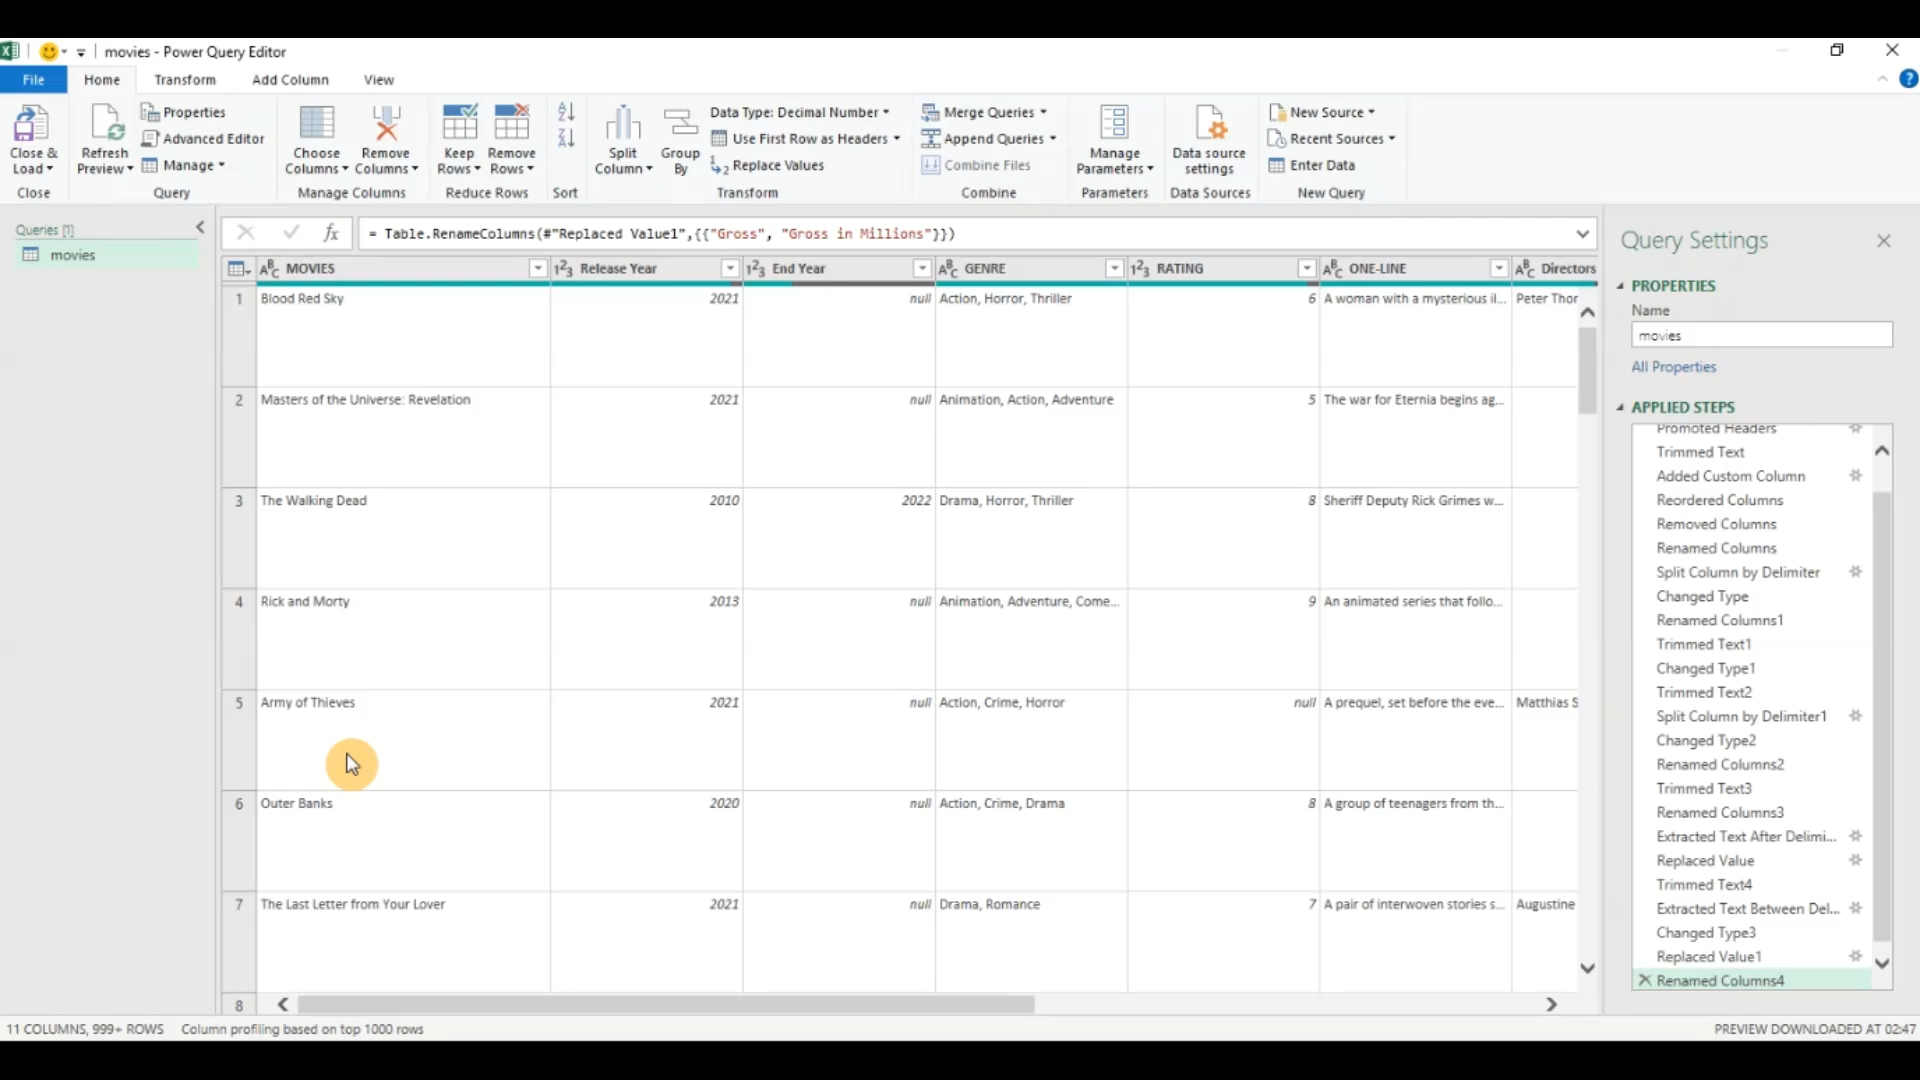 movies - Power Query Editor
File Home Transform Add Column View
Close & Load
Close
Refresh Preview
Properties
Advanced Editor
Manage
Query
Choose Columns
Remove Columns
Manage Columns
Keep Rows
Remove Rows
Reduce Rows
Sort
Split Column
Group By
Data Type: Decimal Number
Use First Row as Headers
Replace Values
Transform
Merge Queries
Append Queries
Combine Files
Combine
Manage Parameters
Parameters
Data source settings
Data Sources
New Source
Recent Sources
Enter Data
New Query
Queries [1]
movies
fx = Table.RenameColumns(#"Replaced Value1",{{"Gross", "Gross in Millions"}})
ABC MOVIES 123 Release Year 123 End Year ABC GENRE 123 RATING ABC ONE-LINE ABC Directors
1 Blood Red Sky 2021 null Action, Horror, Thriller 6 A woman with a mysterious il... Peter Thor
2 Masters of the Universe: Revelation 2021 null Animation, Action, Adventure 5 The war for Eternia begins ag...
3 The Walking Dead 2010 2022 Drama, Horror, Thriller 8 Sheriff Deputy Rick Grimes w...
4 Rick and Morty 2013 null Animation, Adventure, Come... 9 An animated series that follo...
5 Army of Thieves 2021 null Action, Crime, Horror null A prequel, set before the eve... Matthias S
6 Outer Banks 2020 null Action, Crime, Drama 8 A group of teenagers from th...
7 The Last Letter from Your Lover 2021 null Drama, Romance 7 A pair of interwoven stories s... Augustine
8
Query Settings
PROPERTIES
Name
movies
All Properties
APPLIED STEPS
Promoted Headers
Trimmed Text
Added Custom Column
Reordered Columns
Removed Columns
Renamed Columns
Split Column by Delimiter
Changed Type
Renamed Columns1
Trimmed Text1
Changed Type1
Trimmed Text2
Split Column by Delimiter1
Changed Type2
Renamed Columns2
Trimmed Text3
Renamed Columns3
Extracted Text After Delimi...
Replaced Value
Trimmed Text4
Extracted Text Between Del...
Changed Type3
Replaced Value1
Renamed Columns4
11 COLUMNS, 999+ ROWS Column profiling based on top 1000 rows PREVIEW DOWNLOADED AT 02:47